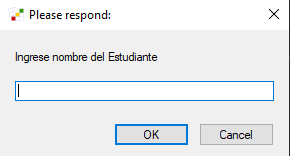 Please respond:
Ingrese nombre del Estudiante
OK
Cancel